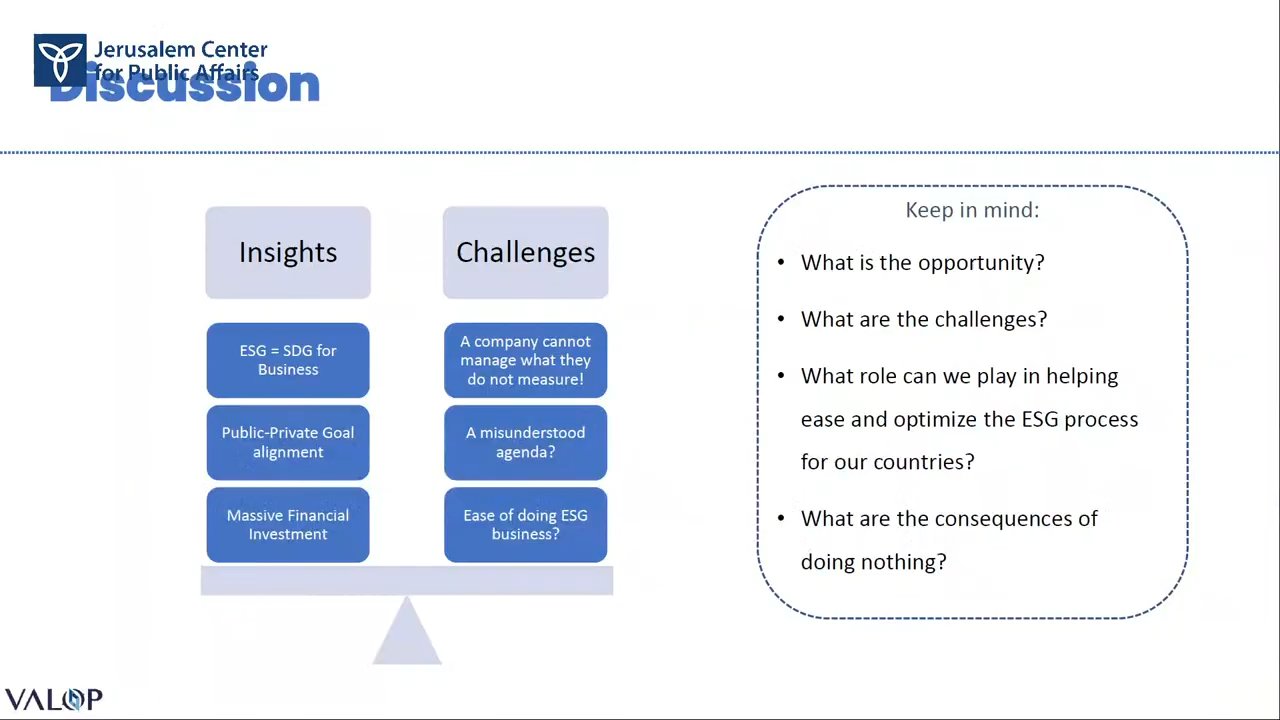 Jerusalem Center
for Public Affairs
Discussion
Insights
ESG = SDG for
Business
Public-Private Goal
alignment
Massive Financial
Investment
Challenges
A company cannot
manage what they
do not measure!
A misunderstood
agenda?
Ease of doing ESG
business?
Keep in mind:
• What is the opportunity?
• What are the challenges?
• What role can we play in helping
ease and optimize the ESG process
for our countries?
• What are the consequences of
doing nothing?
VALOP